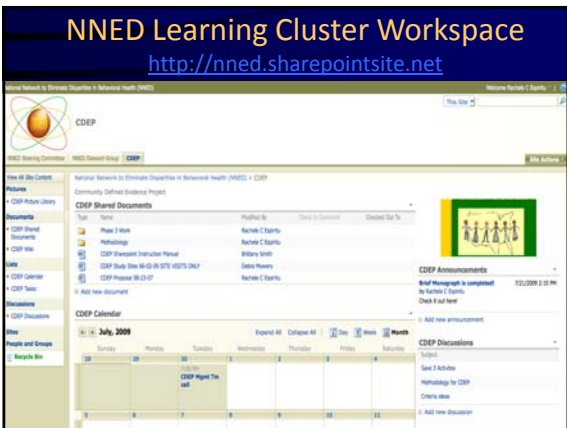 NNED Learning Cluster Workspace
http://nned.sharepointsite.net
National Network to Eliminate Disparities in Behavioral Health (NNED)
Welcome Rachele C Espiritu
This Site
CDEP
NNED Steering Committee NNED Steward Group CDEP
Site Actions
View All Site Content
Pictures
CDEP Picture Library
Documents
CDEP Shared Documents
CDEP Wiki
Lists
CDEP Calendar
CDEP Tasks
Discussions
CDEP Discussions
Sites
People and Groups
Recycle Bin
National Network to Eliminate Disparities in Behavioral Health (NNED) > CDEP
Community Defined Evidence Project
CDEP Shared Documents
Type Name Modified By Check In Comment Checked Out To
Phase 3 Work Rachele C Espiritu
Methodology Rachele C Espiritu
CDEP Sharepoint Instruction Manual Brittany Smith
CDEP Study Sites 06-02-09 SITE VISITS ONLY Debra Mowery
CDEP Proposal 08-23-07 Rachele C Espiritu
Add new document
CDEP Calendar
July, 2009
Expand All Collapse All Day Week Month
Sunday Monday Tuesday Wednesday Thursday Friday Saturday
28 29 30 1 2 3 4
7:00 PM
CDEP Mgmt Tm call
5 6 7 8 9 10 11
CDEP Announcements
Brief Monograph is completed! 7/21/2009 2:10 PM
by Rachele C Espiritu
Check it out here!
Add new announcement
CDEP Discussions
Subject
Save 3 Activities
Methodology for CDEP
Criteria ideas
Add new discussion